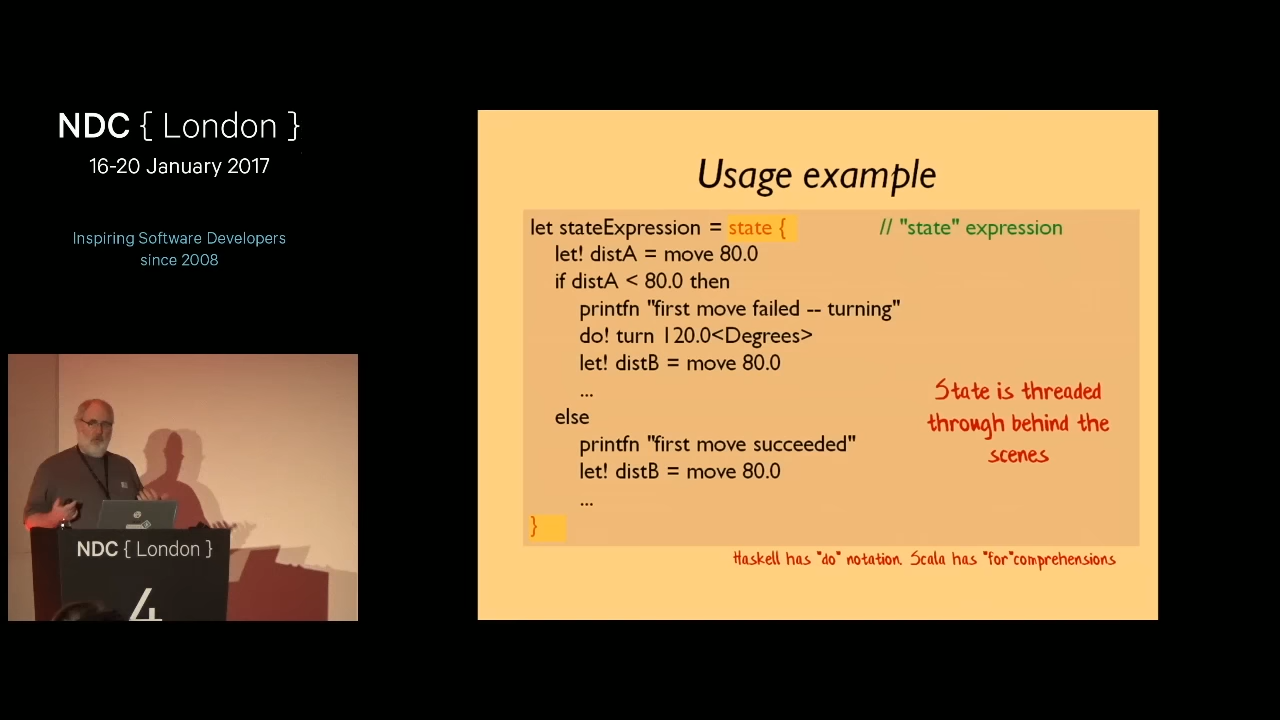 NDC { London }
16-20 January 2017
Inspiring Software Developers
since 2008
NDC { London }
4
Usage example
let stateExpression = state { // "state" expression
let! distA = move 80.0
if distA < 80.0 then
printfn "first move failed -- turning"
do! turn 120.0<Degrees>
let! distB = move 80.0
...
else
printfn "first move succeeded"
let! distB = move 80.0
...
}
State is threaded
through behind the
scenes
Haskell has "do" notation. Scala has "for"comprehensions